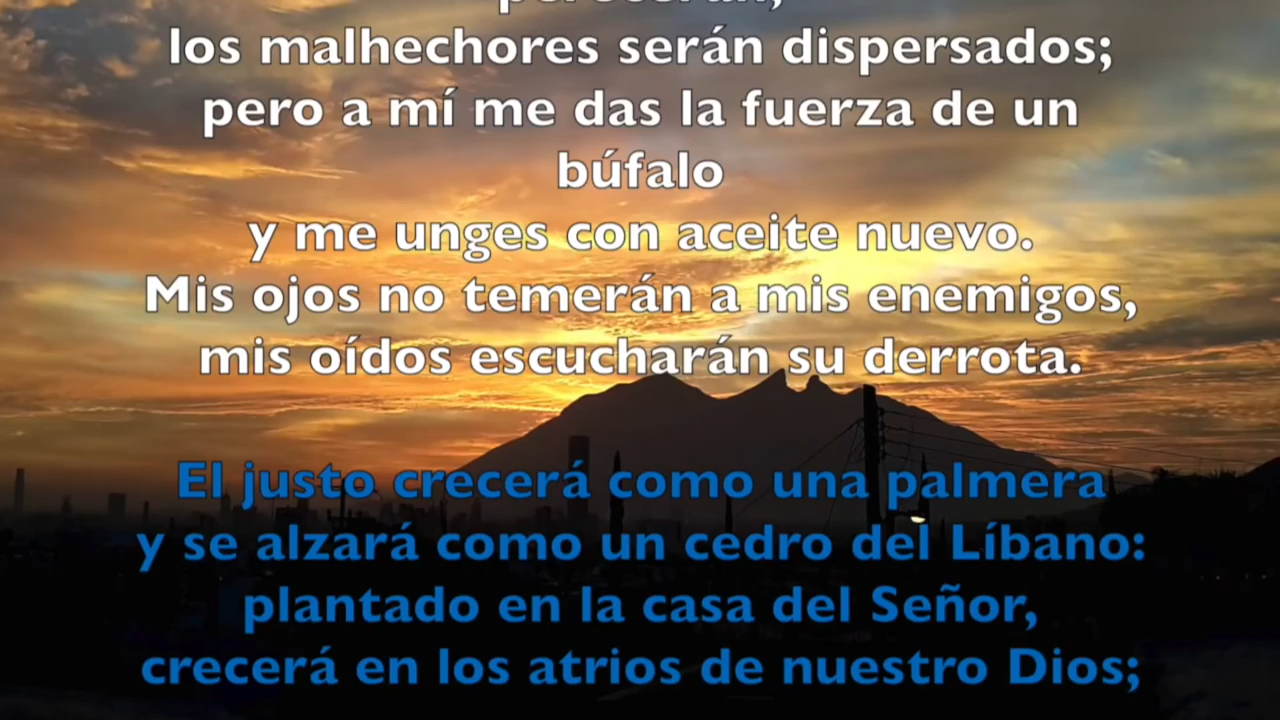 perecerán,
los malhechores serán dispersados;
pero a mí me das la fuerza de un
búfalo
y me unges con aceite nuevo.
Mis ojos no temerán a mis enemigos,
mis oídos escucharán su derrota.
El justo crecerá como una palmera
y se alzará como un cedro del Líbano:
plantado en la casa del Señor,
crecerá en los atrios de nuestro Dios;